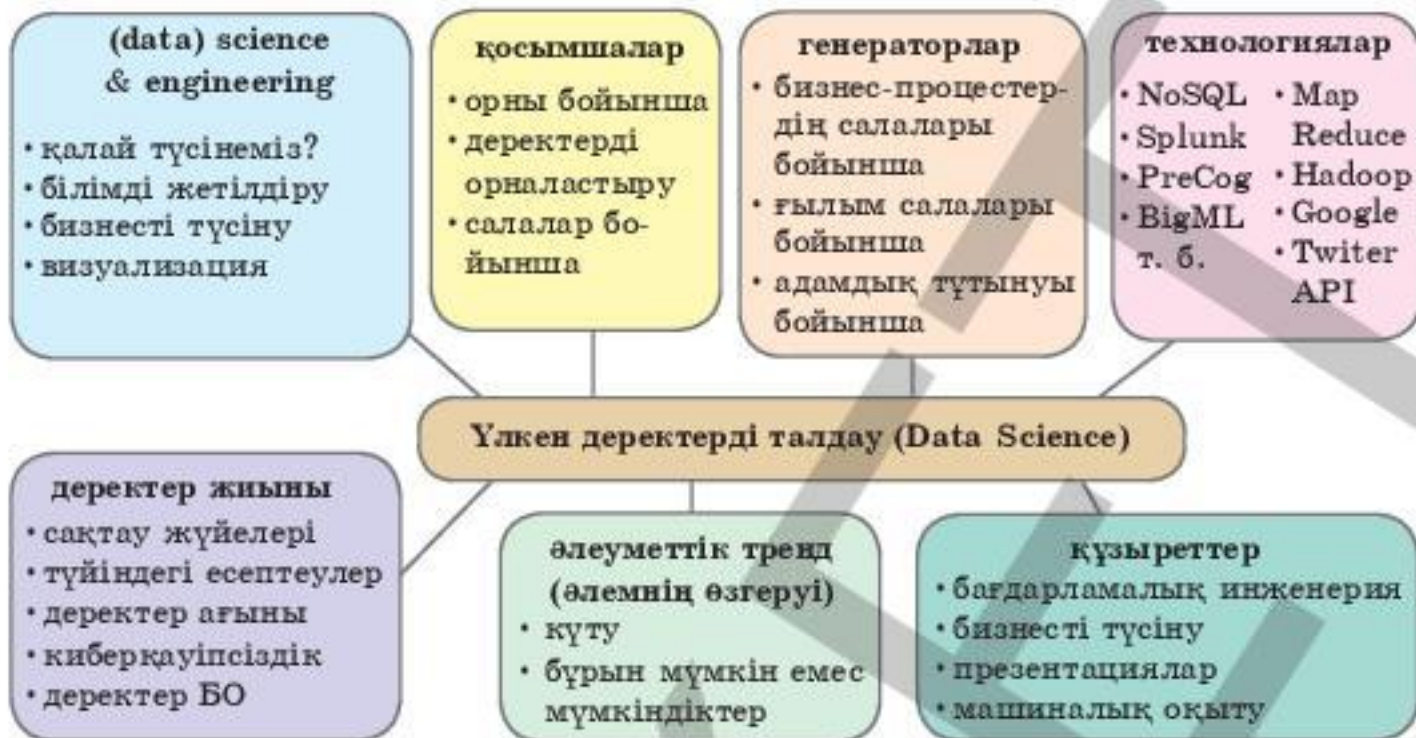 (data) science
& engineering
• қалай түсінеміз?
• білімді жетілдіру
• бизнесті түсіну
• визуализация
қосымшалар
• орны бойынша
• деректерді
орналастыру
• салалар бо-
йынша
генераторлар
• бизнес-процестер-
дің салалары
бойынша
• ғылым салалары
бойынша
• адамдық тұтынуы
бойынша
технологиялар
• NoSQL
• Splunk
• PreCog
• BigML
т. б.
• Map
Reduce
• Hadoop
• Google
• Twiter
API
Үлкен деректерді талдау (Data Science)
деректер жиыны
• сақтау жүйелері
• түйіндегі есептеулер
• деректер ағыны
• киберқауіпсіздік
• деректер БО
әлеуметтік тренд
(әлемнің өзгеруі)
• күту
• бұрын мүмкін емес
мүмкіндіктер
құзыреттер
• бағдарламалық инженерия
• бизнесті түсіну
• презентациялар
• машиналық оқыту